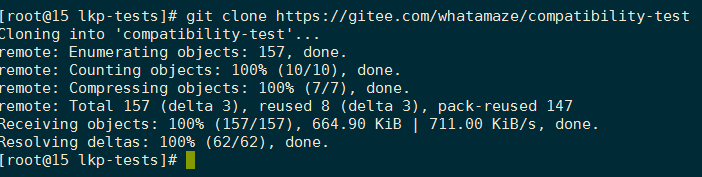 [root@15 lkp-tests]# git clone https://gitee.com/whatamaze/compatibility-test
Cloning into 'compatibility-test'...
remote: Enumerating objects: 157, done.
remote: Counting objects: 100% (10/10), done.
remote: Compressing objects: 100% (7/7), done.
remote: Total 157 (delta 3), reused 8 (delta 3), pack-reused 147
Receiving objects: 100% (157/157), 664.90 KiB | 711.00 KiB/s, done.
Resolving deltas: 100% (62/62), done.
[root@15 lkp-tests]#